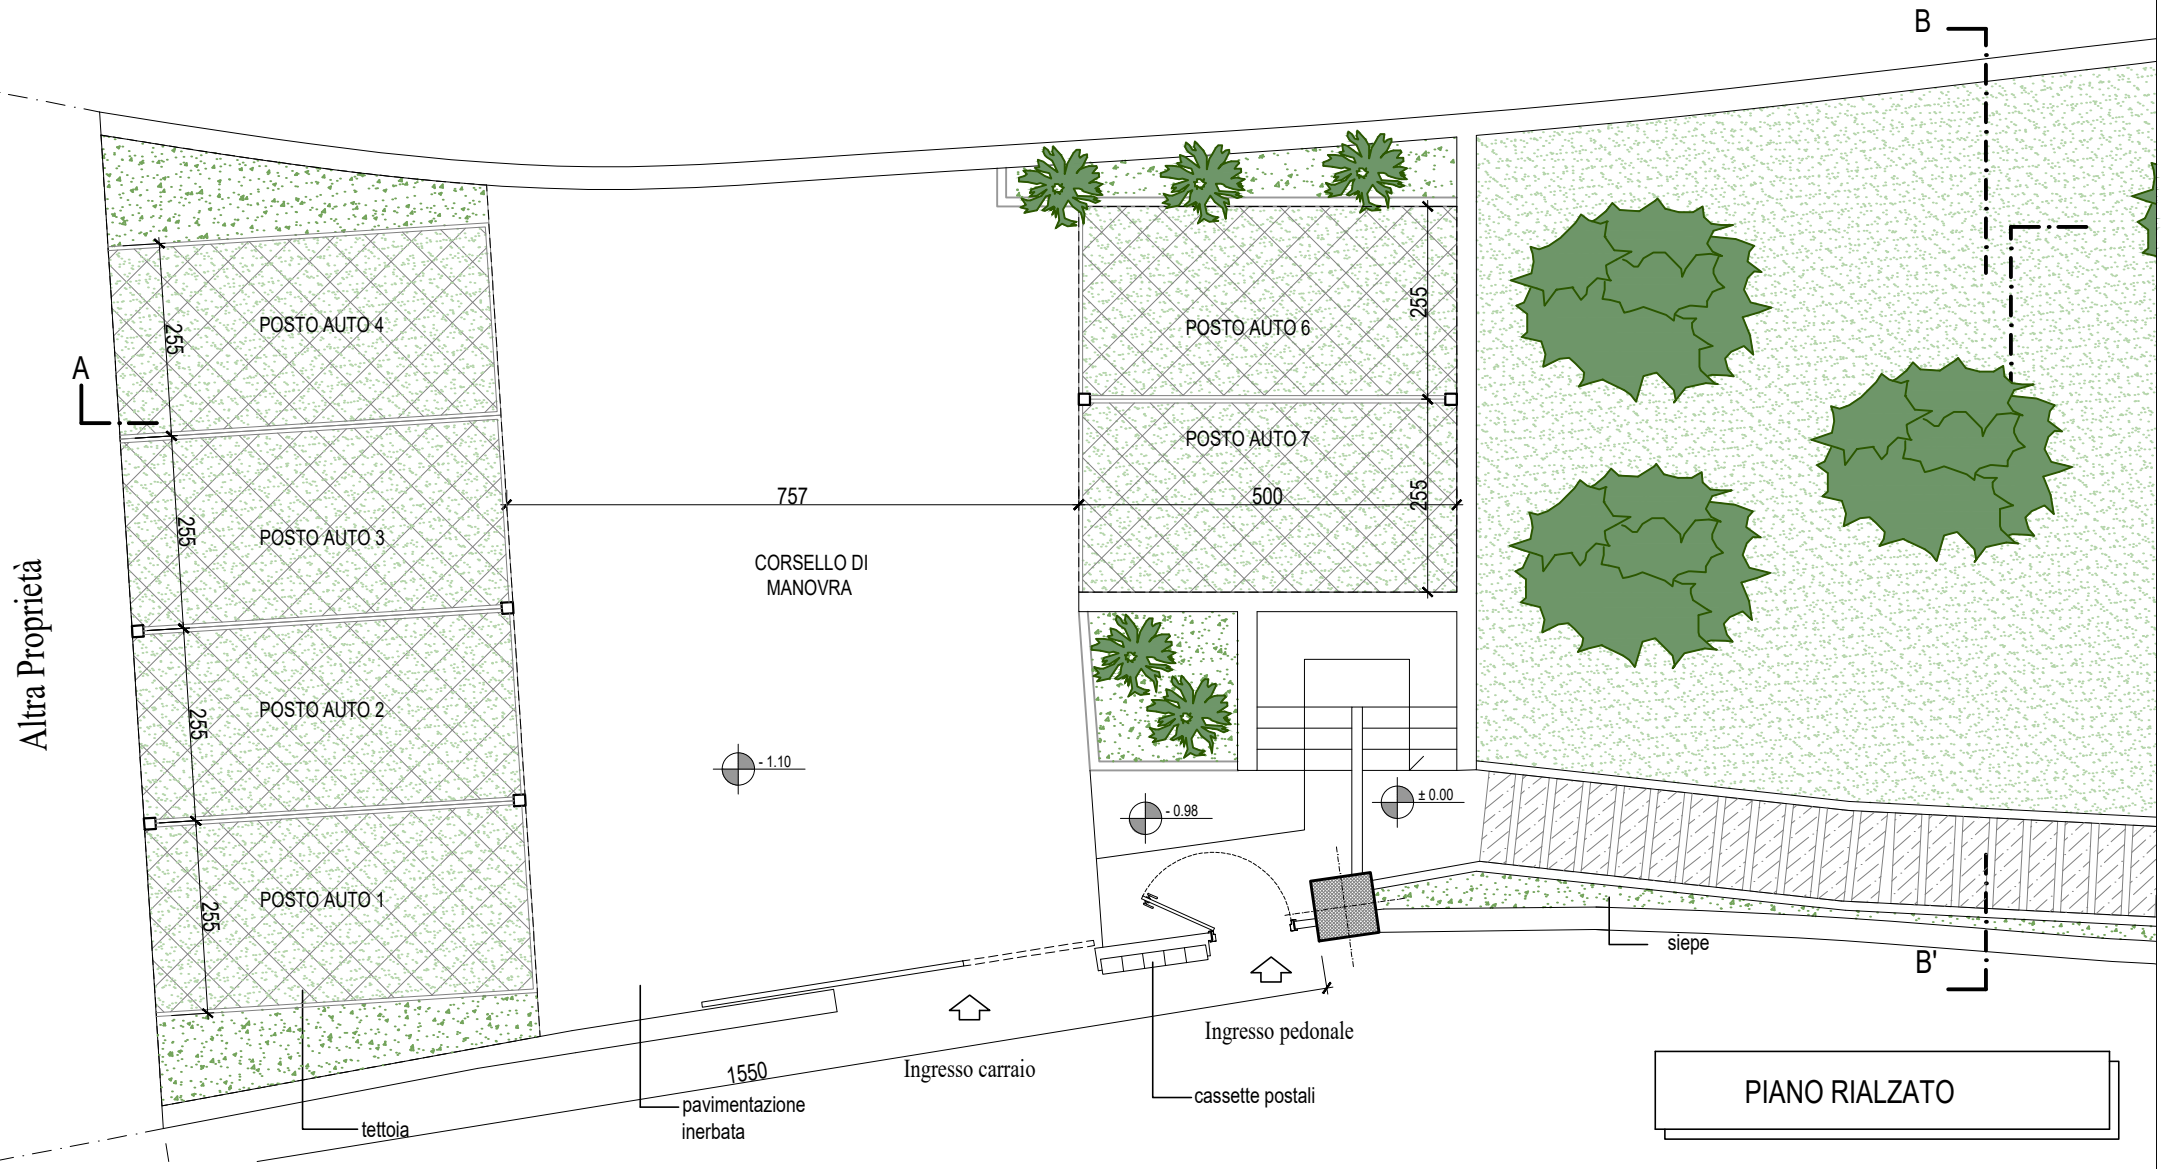 B
POSTO AUTO 4
255
POSTO AUTO 6
255
A
POSTO AUTO 7
757
500
255
POSTO AUTO 3
255
CORSELLO DI
MANOVRA
Altra Proprietà
POSTO AUTO 2
255
- 1.10
- 0.98
± 0.00
POSTO AUTO 1
255
siepe
B'
Ingresso pedonale
Ingresso carraio
1550
cassette postali
pavimentazione
inerbata
tettoia
PIANO RIALZATO